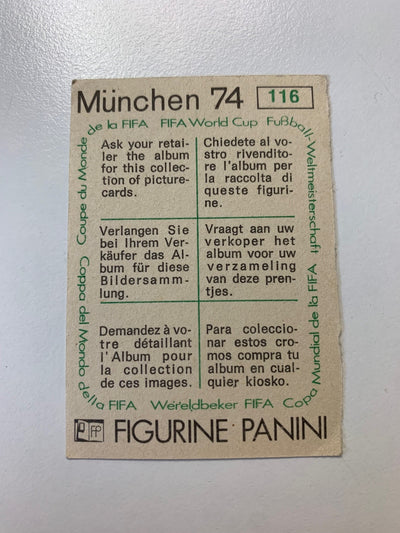 München 74 116
Coupe du Monde de la FIFA FIFA World Cup Fußball-Weltmeisterschaft
Ask your retai-
ler the album
for this collection
of picture-
cards.
Chiedete al vo-
stro rivendito-
re l'album per
la raccolta di
queste figuri-
ne.
Verlangen Sie
bei Ihrem Ver-
käufer das Al-
bum für diese
Bildersamm-
lung.
Vraagt aan uw
verkoper het
album voor uw
verzameling
van deze pren-
tjes.
Demandez à vo-
tre détaillant
l'Album pour
la collection
de ces images.
Para coleccio-
nar estos cro-
mos compra tu
album en cual-
quier kiosko.
Coppa del Mondo della FIFA Wereldbeker FIFA Copa Mundial de la FIFA
FP FIGURINE PANINI